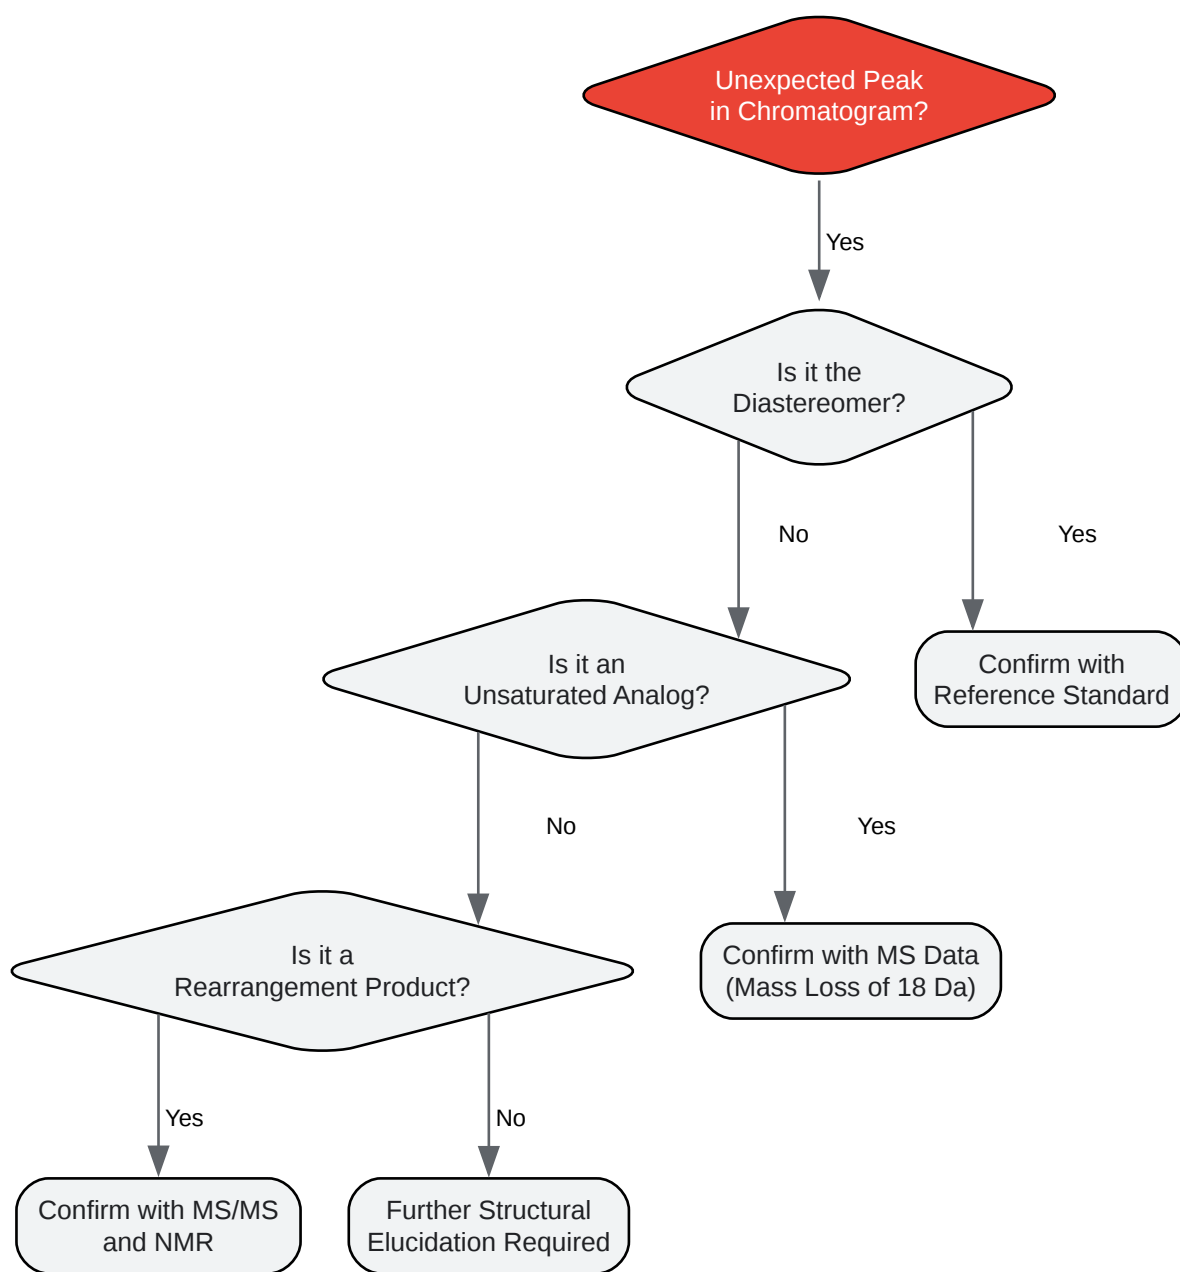 Unexpected Peak
in Chromatogram?
Yes
Is it the
Diastereomer?
No
Yes
Is it an
Unsaturated Analog?
Confirm with
Reference Standard
No
Yes
Is it a
Rearrangement Product?
Confirm with MS Data
(Mass Loss of 18 Da)
Yes
No
Confirm with MS/MS
and NMR
Further Structural
Elucidation Required